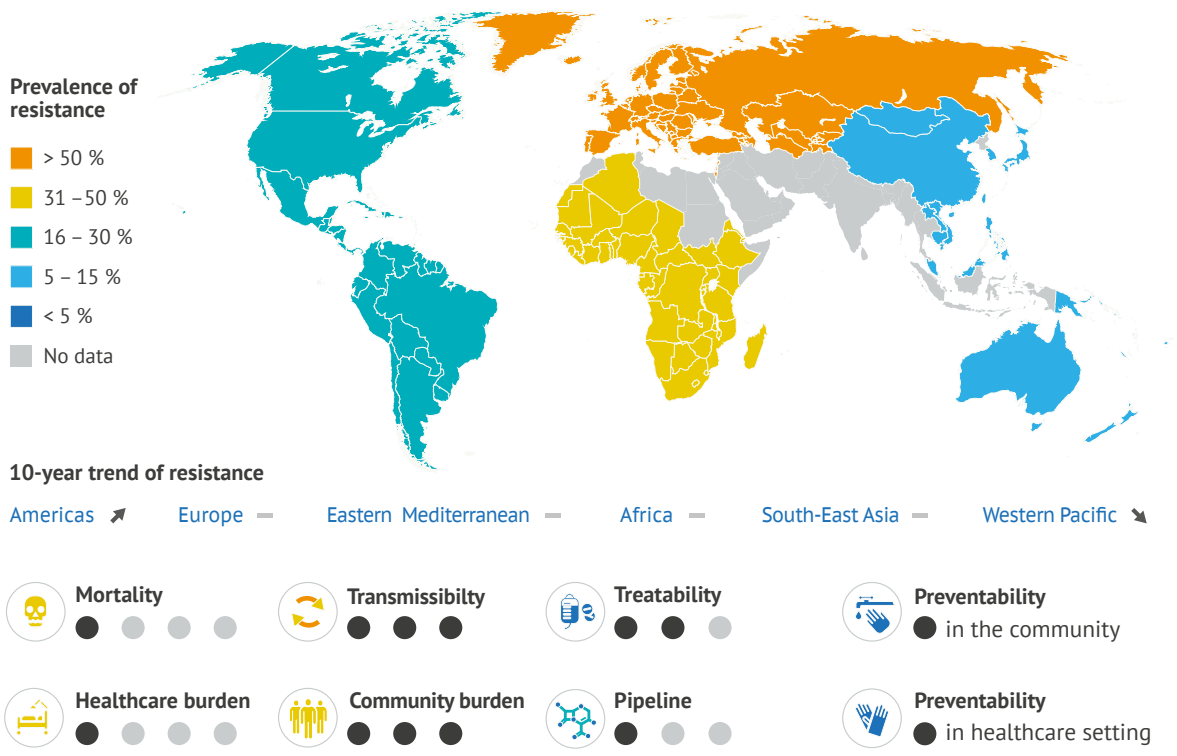 Prevalence of
resistance
> 50 %
31 –50 %
16 – 30 %
5 – 15 %
< 5 %
No data
10-year trend of resistance
Americas
Europe
Eastern Mediterranean
Africa
South-East Asia
Western Pacific
Mortality
Transmissibilty
Treatability
Preventability
in the community
Healthcare burden
Community burden
Pipeline
Preventability
in healthcare setting